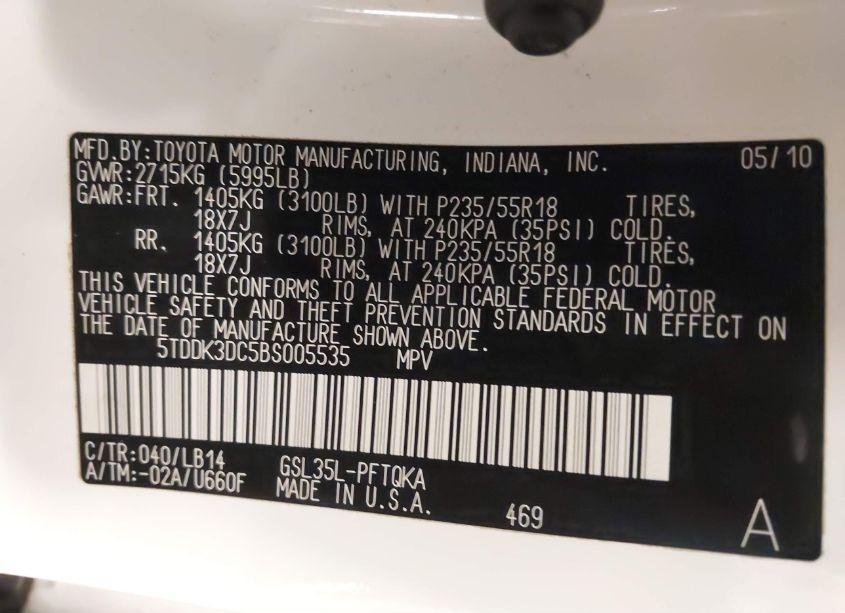 MFD.BY:TOYOTA MOTOR MANUFACTURING, INDIANA, INC. 05/10
GVWR:2715KG (5995LB)
GAWR:FRT. 1405KG (3100LB) WITH P235/55R18 TIRES,
18X7J RIMS, AT 240KPA (35PSI) COLD.
RR. 1405KG (3100LB) WITH P235/55R18 TIRES,
18X7J RIMS, AT 240KPA (35PSI) COLD.
THIS VEHICLE CONFORMS TO ALL APPLICABLE FEDERAL MOTOR
VEHICLE SAFETY AND THEFT PREVENTION STANDARDS IN EFFECT ON
THE DATE OF MANUFACTURE SHOWN ABOVE.
5TDDK3DC5BS005535 MPV
C/TR:040/LB14 GSL35L-PFTQKA
A/TM:-02A/U660F MADE IN U.S.A. 469 A